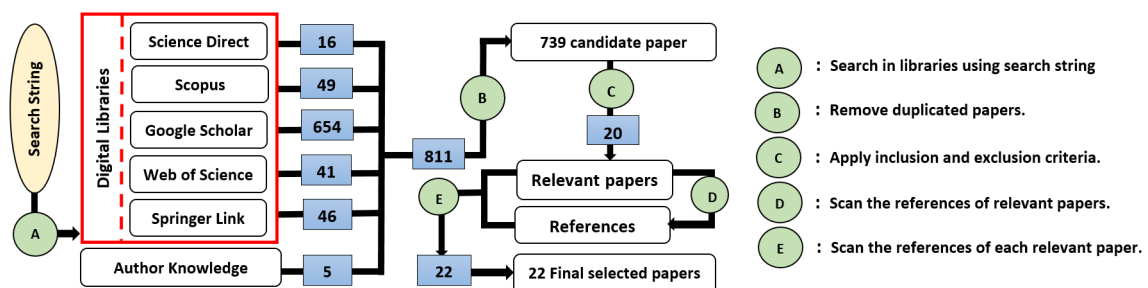 Search String
A
Digital Libraries
Science Direct
16
Scopus
49
Google Scholar
654
Web of Science
41
Springer Link
46
Author Knowledge
5
811
B
739 candidate paper
C
20
Relevant papers
D
References
E
22
22 Final selected papers
A : Search in libraries using search string
B : Remove duplicated papers.
C : Apply inclusion and exclusion criteria.
D : Scan the references of relevant papers.
E : Scan the references of each relevant paper.